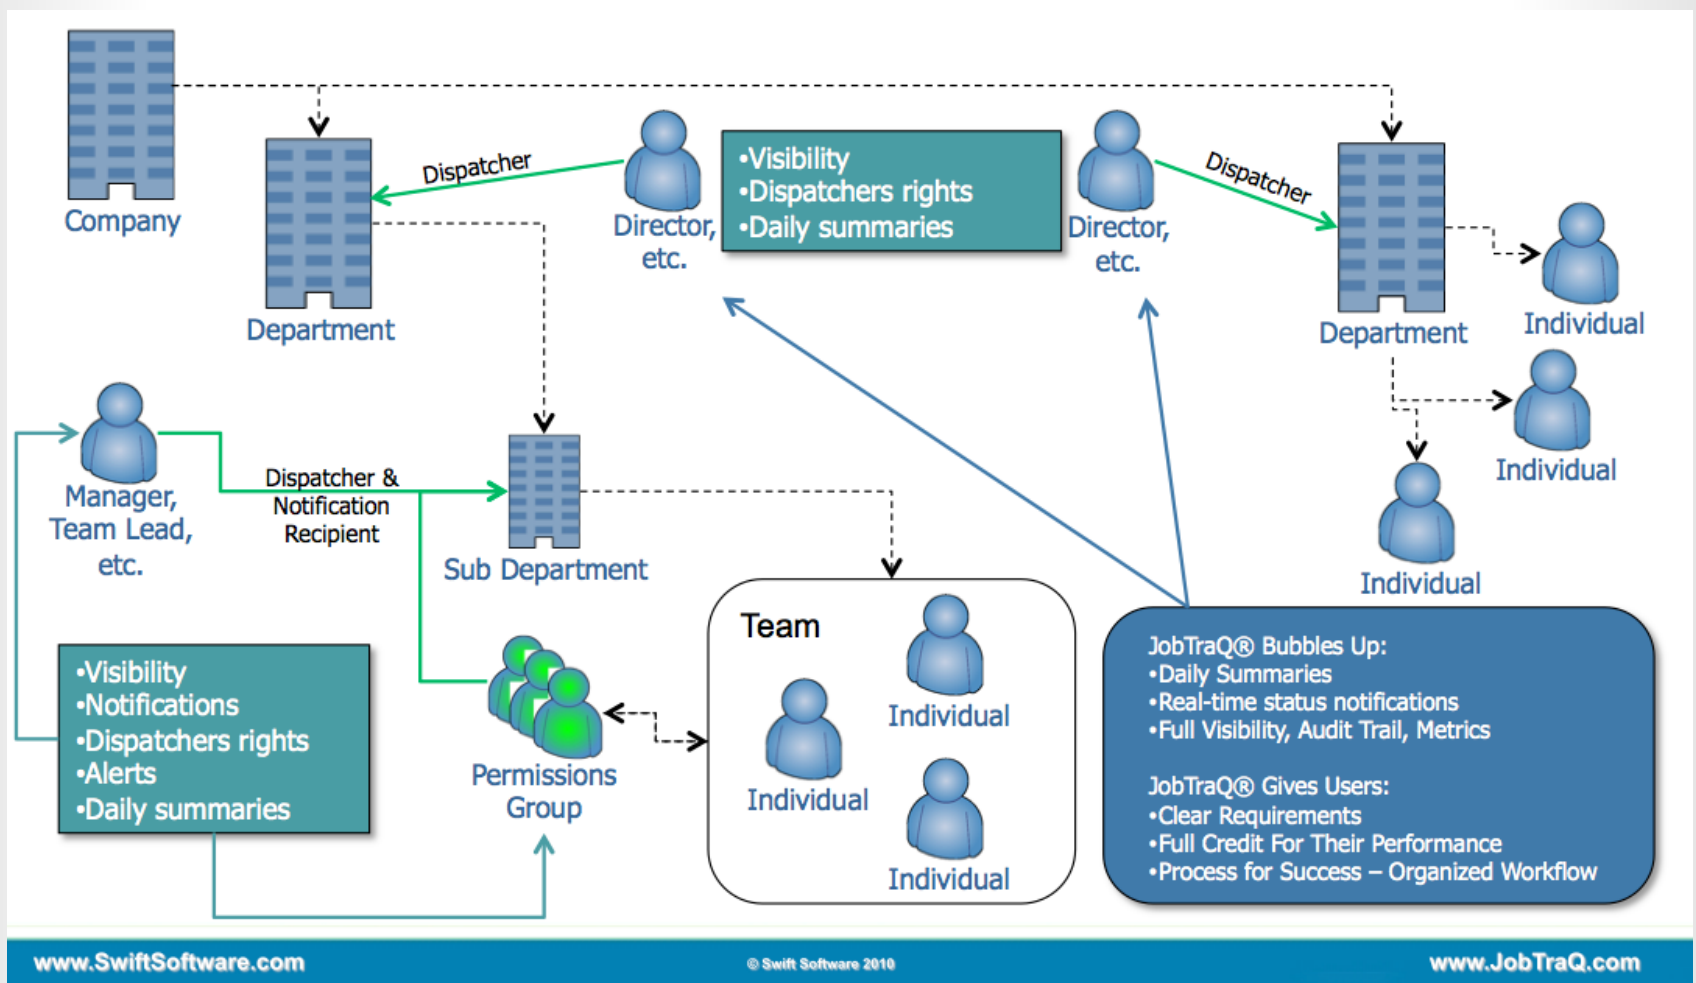 Company
Department
Dispatcher
Director,
etc.
•Visibility
•Dispatchers rights
•Daily summaries
Director,
etc.
Dispatcher
Department
Individual
Individual
Individual
Manager,
Team Lead,
etc.
Dispatcher &
Notification
Recipient
Sub Department
•Visibility
•Notifications
•Dispatchers rights
•Alerts
•Daily summaries
Permissions
Group
Team
Individual
Individual
Individual
JobTraQ® Bubbles Up:
•Daily Summaries
•Real-time status notifications
•Full Visibility, Audit Trail, Metrics
JobTraQ® Gives Users:
•Clear Requirements
•Full Credit For Their Performance
•Process for Success – Organized Workflow
www.SwiftSoftware.com
© Swift Software 2010
www.JobTraQ.com